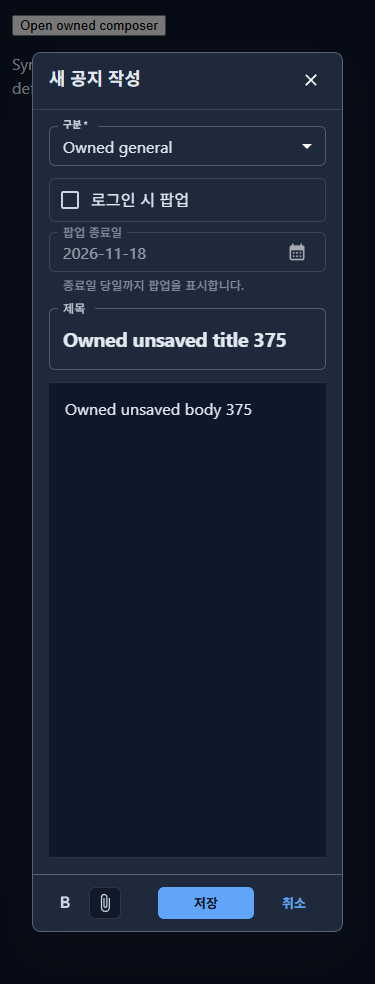 Open owned composer
새 공지 작성
구분 *
Owned general
로그인 시 팝업
팝업 종료일
2026-11-18
종료일 당일까지 팝업을 표시합니다.
제목
Owned unsaved title 375
Owned unsaved body 375
B
저장
취소